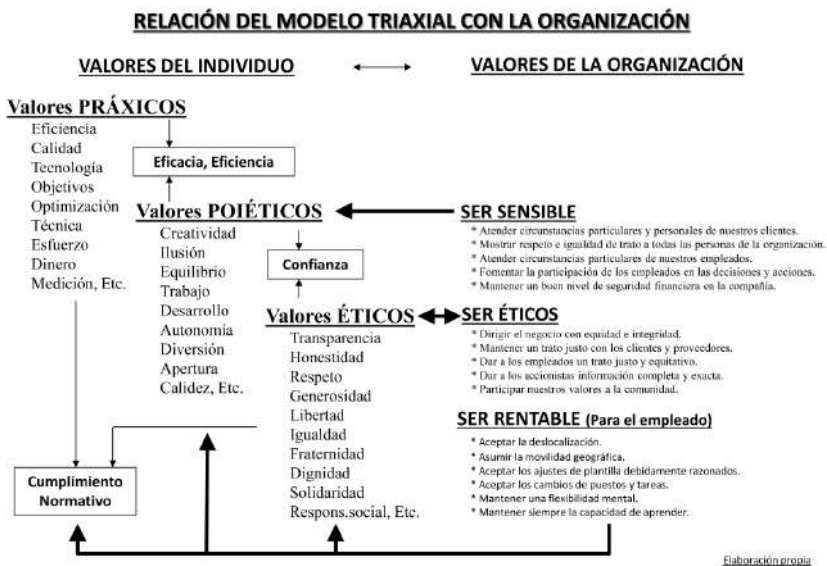 RELACIÓN DEL MODELO TRIAXIAL CON LA ORGANIZACIÓN
VALORES DEL INDIVIDUO
VALORES DE LA ORGANIZACIÓN
Valores PRÁXICOS
Eficiencia
Calidad
Tecnología
Objetivos
Optimización
Técnica
Esfuerzo
Dinero
Medición, Etc.
Eficacia, Eficiencia
Valores POIÉTICOS
Creatividad
Ilusión
Equilibrio
Trabajo
Desarrollo
Autonomía
Diversión
Apertura
Calidez, Etc.
Confianza
Valores ÉTICOS
Transparencia
Honestidad
Respeto
Generosidad
Libertad
Igualdad
Fraternidad
Dignidad
Solidaridad
Respons.social, Etc.
Cumplimiento
Normativo
SER SENSIBLE
* Atender circunstancias particulares y personales de nuestros clientes.
* Mostrar respeto e igualdad de trato a todas las personas de la organización.
* Atender circunstancias particulares de nuestros empleados.
* Fomentar la participación de los empleados en las decisiones y acciones.
* Mantener un buen nivel de seguridad financiera en la compañía.
SER ÉTICOS
* Dirigir el negocio con equidad e integridad.
* Mantener un trato justo con los clientes y proveedores.
* Dar a los empleados un trato justo y equitativo.
* Dar a los accionistas información completa y exacta.
* Participar nuestros valores a la comunidad.
SER RENTABLE (Para el empleado)
* Aceptar la deslocalización.
* Asumir la movilidad geográfica.
* Aceptar los ajustes de plantilla debidamente razonados.
* Aceptar los cambios de puestos y tareas.
* Mantener una flexibilidad mental.
* Mantener siempre la capacidad de aprender.
Elaboración propia